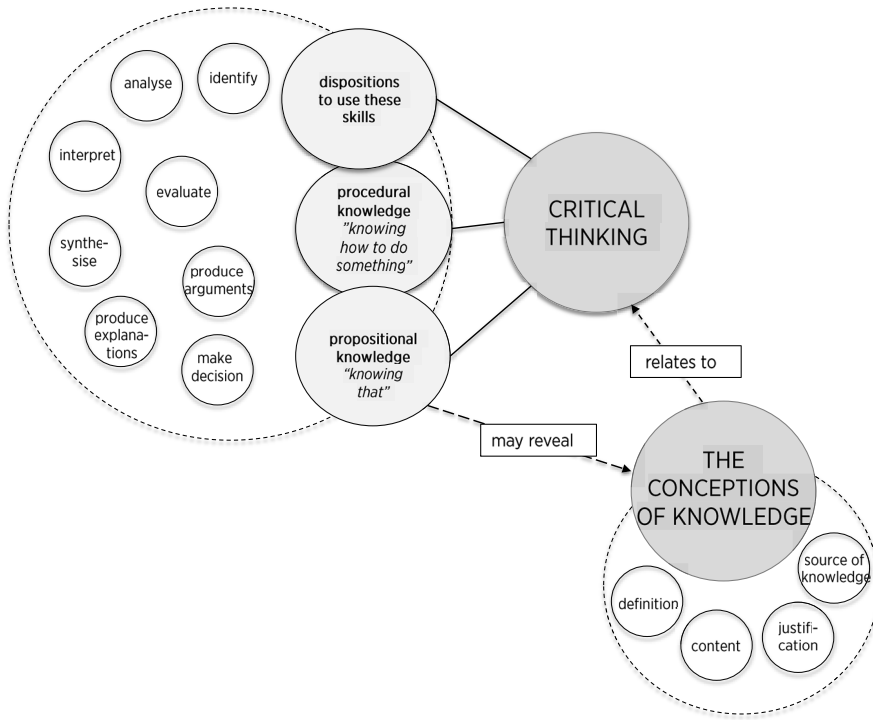 analyse
identify
interpret
evaluate
synthe-
sise
produce
arguments
produce
explana-
tions
make
decision
dispositions
to use these
skills
procedural
knowledge
”knowing
how to do
something”
propositional
knowledge
“knowing
that”
CRITICAL
THINKING
relates to
may reveal
THE
CONCEPTIONS
OF KNOWLEDGE
definition
content
justifi-
cation
source of
knowledge